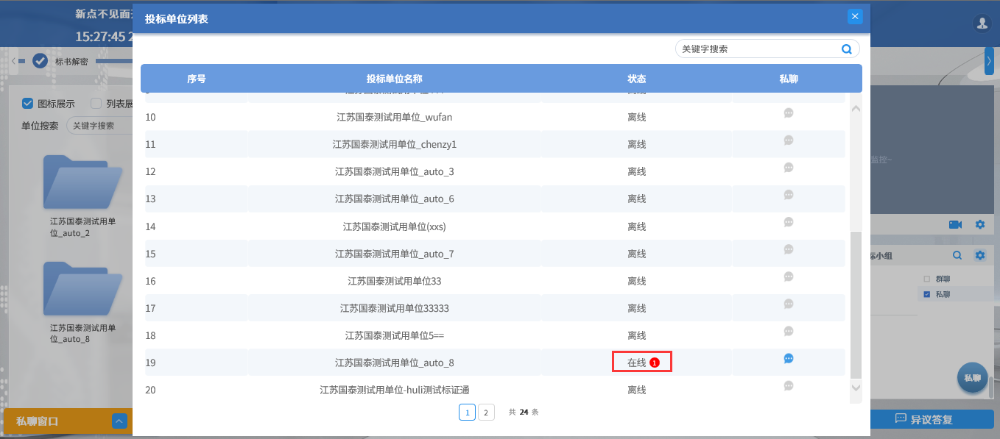 新点不见面
15:27:45 2
标书解密
图标展示
列表展
单位搜索
关键字搜索
江苏国泰测试用单
位_auto_2
江苏国泰测试用单
位_auto_8
私聊窗口
投标单位列表
关键字搜索
序号 投标单位名称 状态 私聊
10 江苏国泰测试用单位_wufan 离线
11 江苏国泰测试用单位_chenzy1 离线
12 江苏国泰测试用单位_auto_3 离线
13 江苏国泰测试用单位_auto_6 离线
14 江苏国泰测试用单位(xxs) 离线
15 江苏国泰测试用单位_auto_7 离线
16 江苏国泰测试用单位33 离线
17 江苏国泰测试用单位33333 离线
18 江苏国泰测试用单位5== 离线
19 江苏国泰测试用单位_auto_8 在线 1
20 江苏国泰测试用单位-huli测试标证通 离线
1 2 共 24 条
监控~
标小组
群聊
私聊
私聊
异议答复